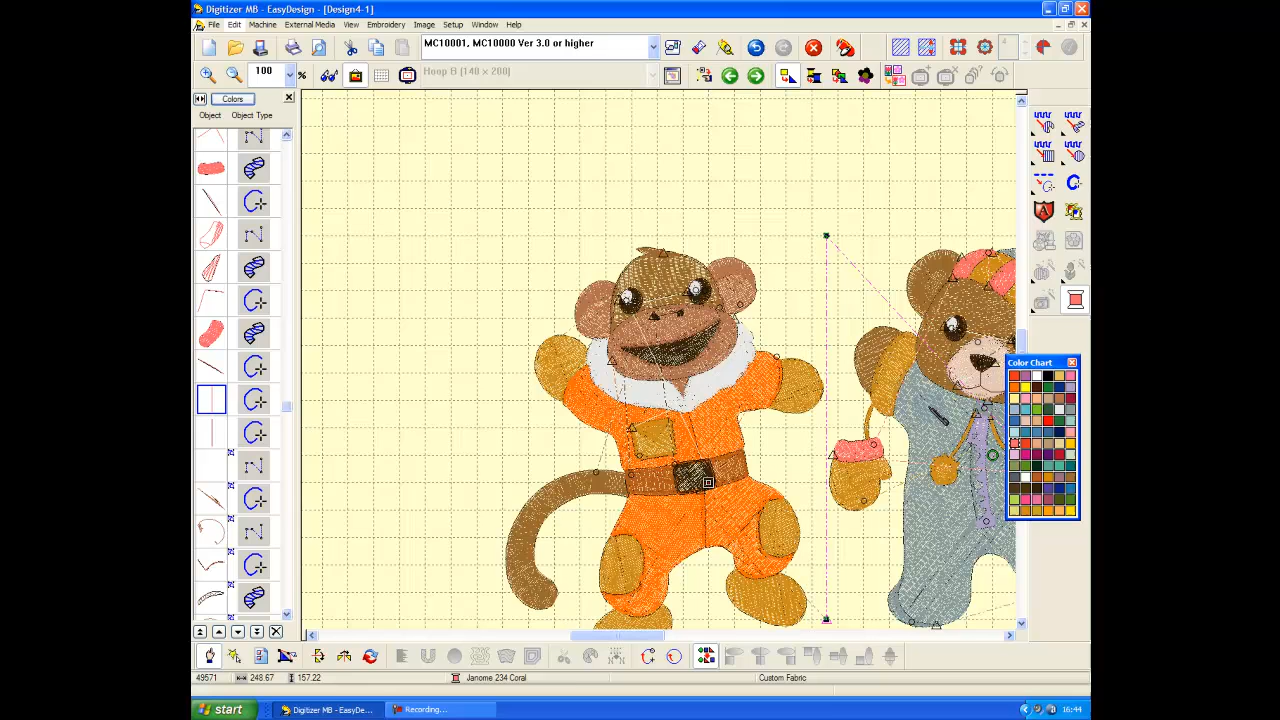 Digitizer MB - EasyDesign - [Design4-1]
File Edit Machine External Media View Embroidery Image Setup Window Help
MC10001, MC10000 Ver 3.0 or higher
100 % Hoop B (140 × 200)
Colors
Object Object Type
Color Chart
49571 248.67 157.22 Janome 234 Coral Custom Fabric
start Digitizer MB - EasyDe... Recording... 16:44